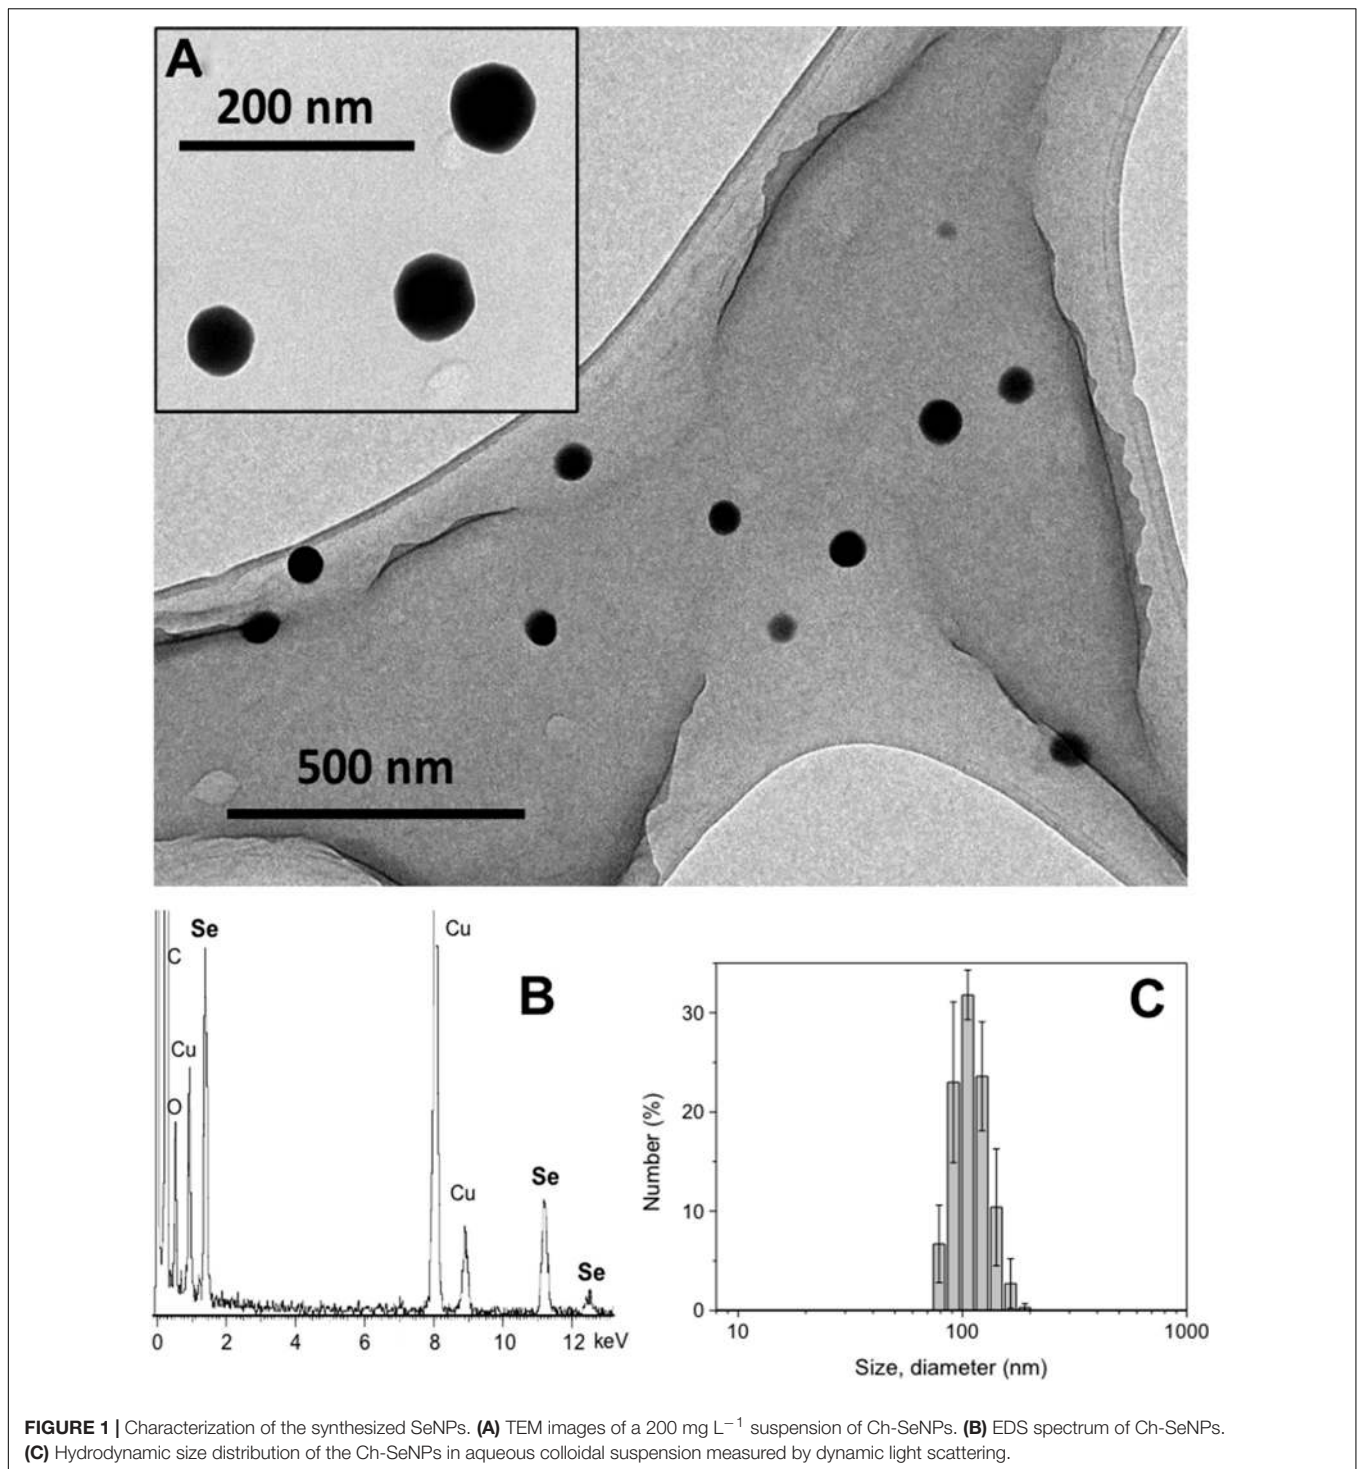 A
200 nm
500 nm
C
Se
Cu
O
Cu
Cu
Se
Se
B
0 2 4 6 8 10 12 keV
C
30
20
10
0
Number (%)
10 100 1000
Size, diameter (nm)
FIGURE 1 | Characterization of the synthesized SeNPs. (A) TEM images of a 200 mg L−1 suspension of Ch-SeNPs. (B) EDS spectrum of Ch-SeNPs.
(C) Hydrodynamic size distribution of the Ch-SeNPs in aqueous colloidal suspension measured by dynamic light scattering.